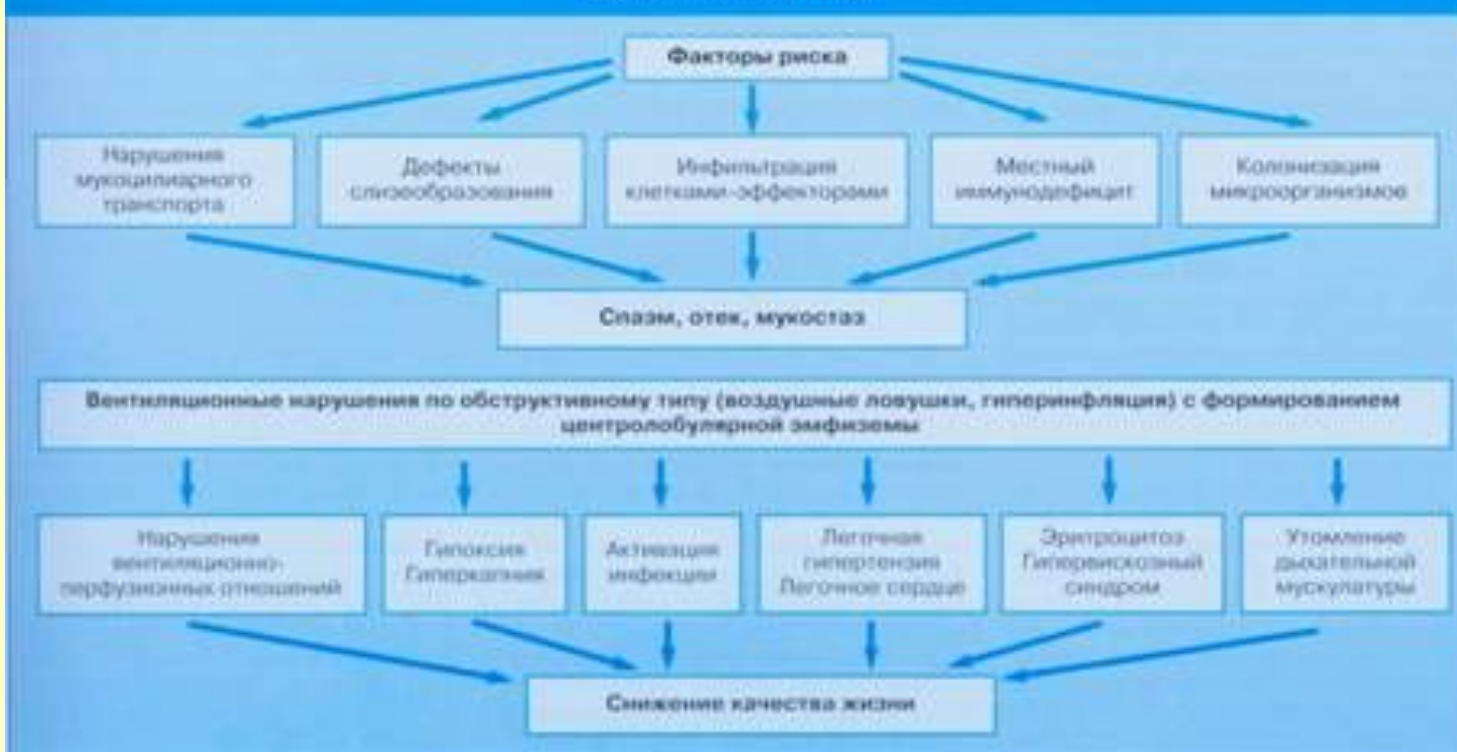 Факторы риска
Нарушения
мукоцилиарного
транспорта
Дефекты
слизеобразования
Инфильтрация
клетками-эффекторами
Местный
иммунодефицит
Колонизация
микроорганизмов
Спазм, отек, мукостаз
Вентиляционные нарушения по обструктивному типу (воздушные ловушки, гиперинфляция) с формированием
центролобулярной эмфиземы
Нарушения
вентиляционно-
перфузионных отношений
Гипоксия
Гиперкапния
Активация
инфекции
Легочная
гипертензия
Легочное сердце
Эритроцитоз
Гипервискозный
синдром
Утомление
дыхательной
мускулатуры
Снижение качества жизни